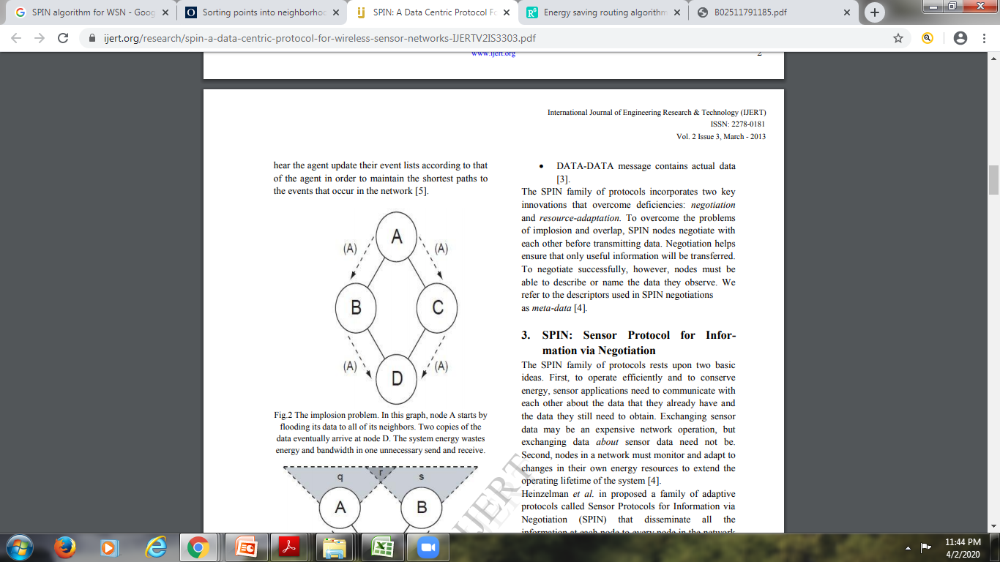 SPIN algorithm for WSN - Goog
Sorting points into neighborhoo
SPIN: A Data Centric Protocol Fo
Energy saving routing algorithm
B02511791185.pdf
ijert.org/research/spin-a-data-centric-protocol-for-wireless-sensor-networks-IJERTV2IS3303.pdf
www.ijert.org
2
International Journal of Engineering Research & Technology (IJERT)
ISSN: 2278-0181
Vol. 2 Issue 3, March - 2013
hear the agent update their event lists according to that
of the agent in order to maintain the shortest paths to
the events that occur in the network [5].
A
(A)
(A)
B
C
(A)
(A)
D
Fig.2 The implosion problem. In this graph, node A starts by
flooding its data to all of its neighbors. Two copies of the
data eventually arrive at node D. The system energy wastes
energy and bandwidth in one unnecessary send and receive.
q
r
s
A
B
• DATA-DATA message contains actual data
[3].
The SPIN family of protocols incorporates two key
innovations that overcome deficiencies: negotiation
and resource-adaptation. To overcome the problems
of implosion and overlap, SPIN nodes negotiate with
each other before transmitting data. Negotiation helps
ensure that only useful information will be transferred.
To negotiate successfully, however, nodes must be
able to describe or name the data they observe. We
refer to the descriptors used in SPIN negotiations
as meta-data [4].
3. SPIN: Sensor Protocol for Infor-
mation via Negotiation
The SPIN family of protocols rests upon two basic
ideas. First, to operate efficiently and to conserve
energy, sensor applications need to communicate with
each other about the data that they already have and
the data they still need to obtain. Exchanging sensor
data may be an expensive network operation, but
exchanging data about sensor data need not be.
Second, nodes in a network must monitor and adapt to
changes in their own energy resources to extend the
operating lifetime of the system [4].
Heinzelman et al. in proposed a family of adaptive
protocols called Sensor Protocols for Information via
Negotiation (SPIN) that disseminate all the
information at each node to every node in the network
IJERT
11:44 PM
4/2/2020